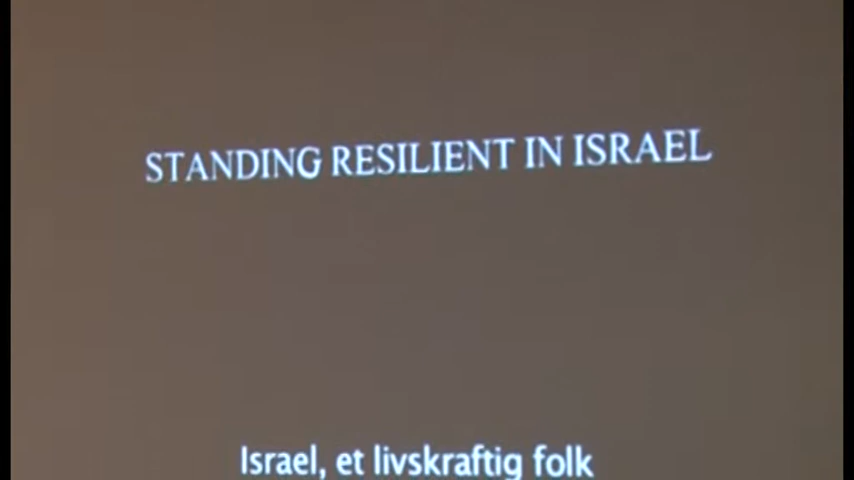 STANDING RESILIENT IN ISRAEL
Israel, et livskraftig folk